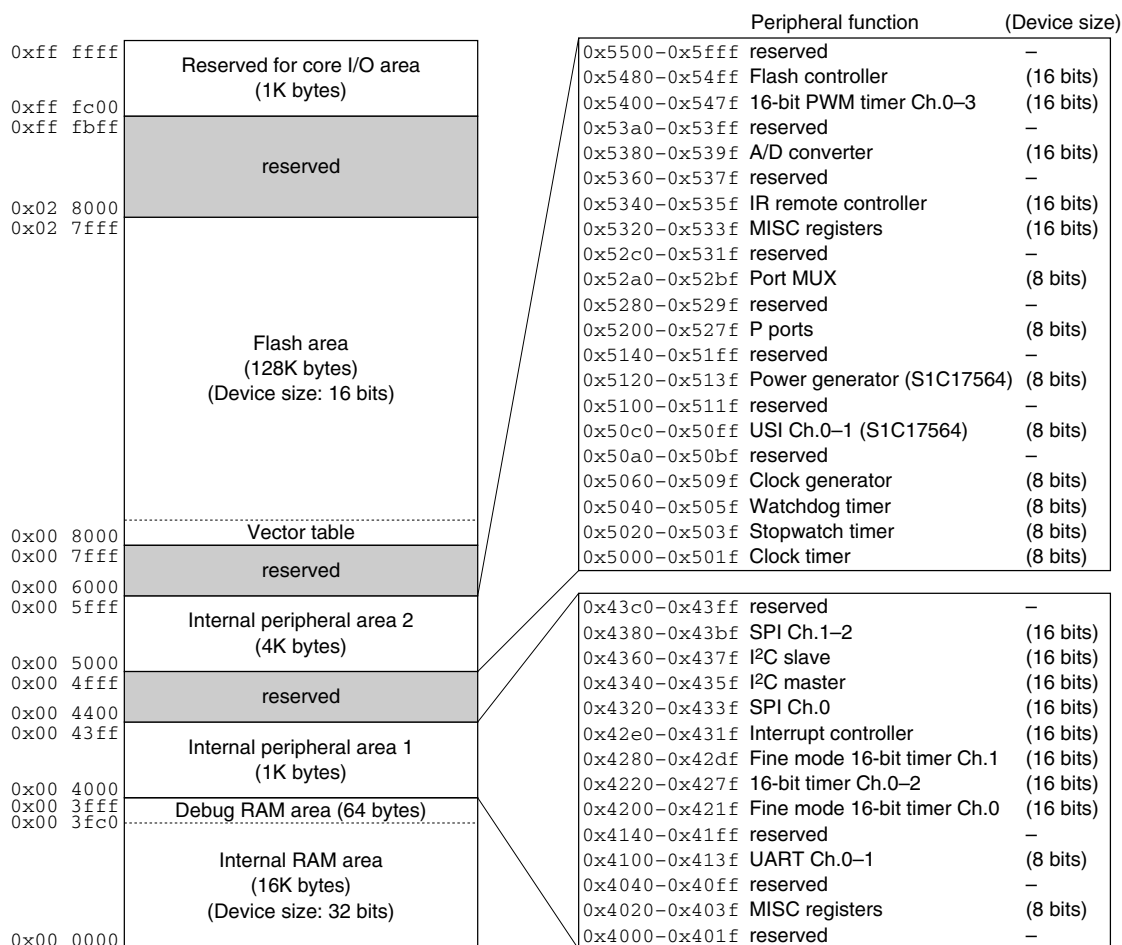 0xff ffff
Reserved for core I/O area
(1K bytes)
0xff fc00
0xff fbff
reserved
0x02 8000
0x02 7fff
Flash area
(128K bytes)
(Device size: 16 bits)
Vector table
0x00 8000
0x00 7fff
reserved
0x00 6000
0x00 5fff
Internal peripheral area 2
(4K bytes)
0x00 5000
0x00 4fff
reserved
0x00 4400
0x00 43ff
Internal peripheral area 1
(1K bytes)
0x00 4000
0x00 3fff
Debug RAM area (64 bytes)
0x00 3fc0
Internal RAM area
(16K bytes)
(Device size: 32 bits)
0x00 0000
Peripheral function (Device size)
0x5500–0x5fff reserved –
0x5480–0x54ff Flash controller (16 bits)
0x5400–0x547f 16-bit PWM timer Ch.0–3 (16 bits)
0x53a0–0x53ff reserved –
0x5380–0x539f A/D converter (16 bits)
0x5360–0x537f reserved –
0x5340–0x535f IR remote controller (16 bits)
0x5320–0x533f MISC registers (16 bits)
0x52c0–0x531f reserved –
0x52a0–0x52bf Port MUX (8 bits)
0x5280–0x529f reserved –
0x5200–0x527f P ports (8 bits)
0x5140–0x51ff reserved –
0x5120–0x513f Power generator (S1C17564) (8 bits)
0x5100–0x511f reserved –
0x50c0–0x50ff USI Ch.0–1 (S1C17564) (8 bits)
0x50a0–0x50bf reserved –
0x5060–0x509f Clock generator (8 bits)
0x5040–0x505f Watchdog timer (8 bits)
0x5020–0x503f Stopwatch timer (8 bits)
0x5000–0x501f Clock timer (8 bits)
0x43c0–0x43ff reserved –
0x4380–0x43bf SPI Ch.1–2 (16 bits)
0x4360–0x437f I²C slave (16 bits)
0x4340–0x435f I²C master (16 bits)
0x4320–0x433f SPI Ch.0 (16 bits)
0x42e0–0x431f Interrupt controller (16 bits)
0x4280–0x42df Fine mode 16-bit timer Ch.1 (16 bits)
0x4220–0x427f 16-bit timer Ch.0–2 (16 bits)
0x4200–0x421f Fine mode 16-bit timer Ch.0 (16 bits)
0x4140–0x41ff reserved –
0x4100–0x413f UART Ch.0–1 (8 bits)
0x4040–0x40ff reserved –
0x4020–0x403f MISC registers (8 bits)
0x4000–0x401f reserved –